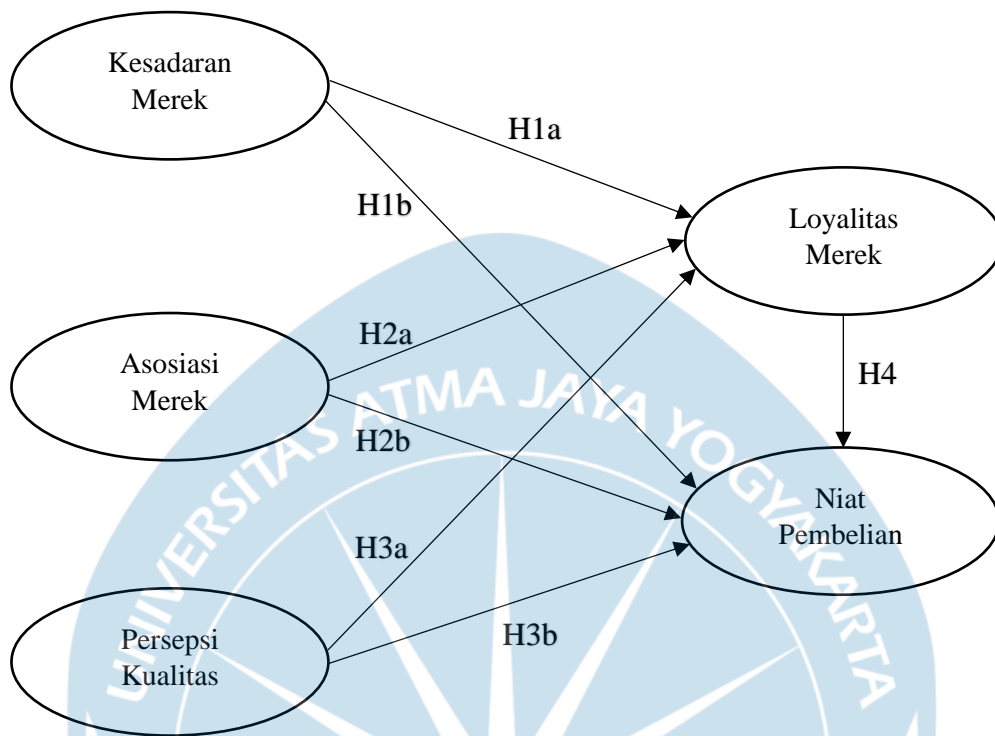 Kesadaran
Merek
H1a
H1b
Loyalitas
Merek
H2a
Asosiasi
Merek
H4
H2b
Niat
Pembelian
H3a
H3b
Persepsi
Kualitas
UNIVERSITAS ATMA JAYA YOGYAKARTA